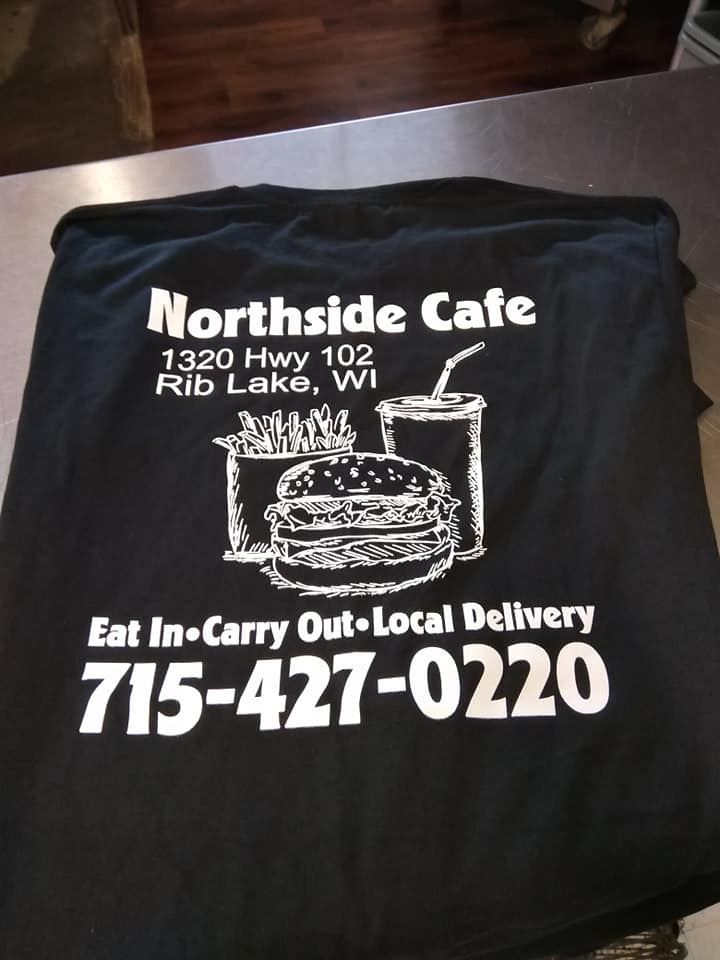 Northside Cafe
1320 Hwy 102
Rib Lake, WI
Eat In•Carry Out•Local Delivery
715-427-0220